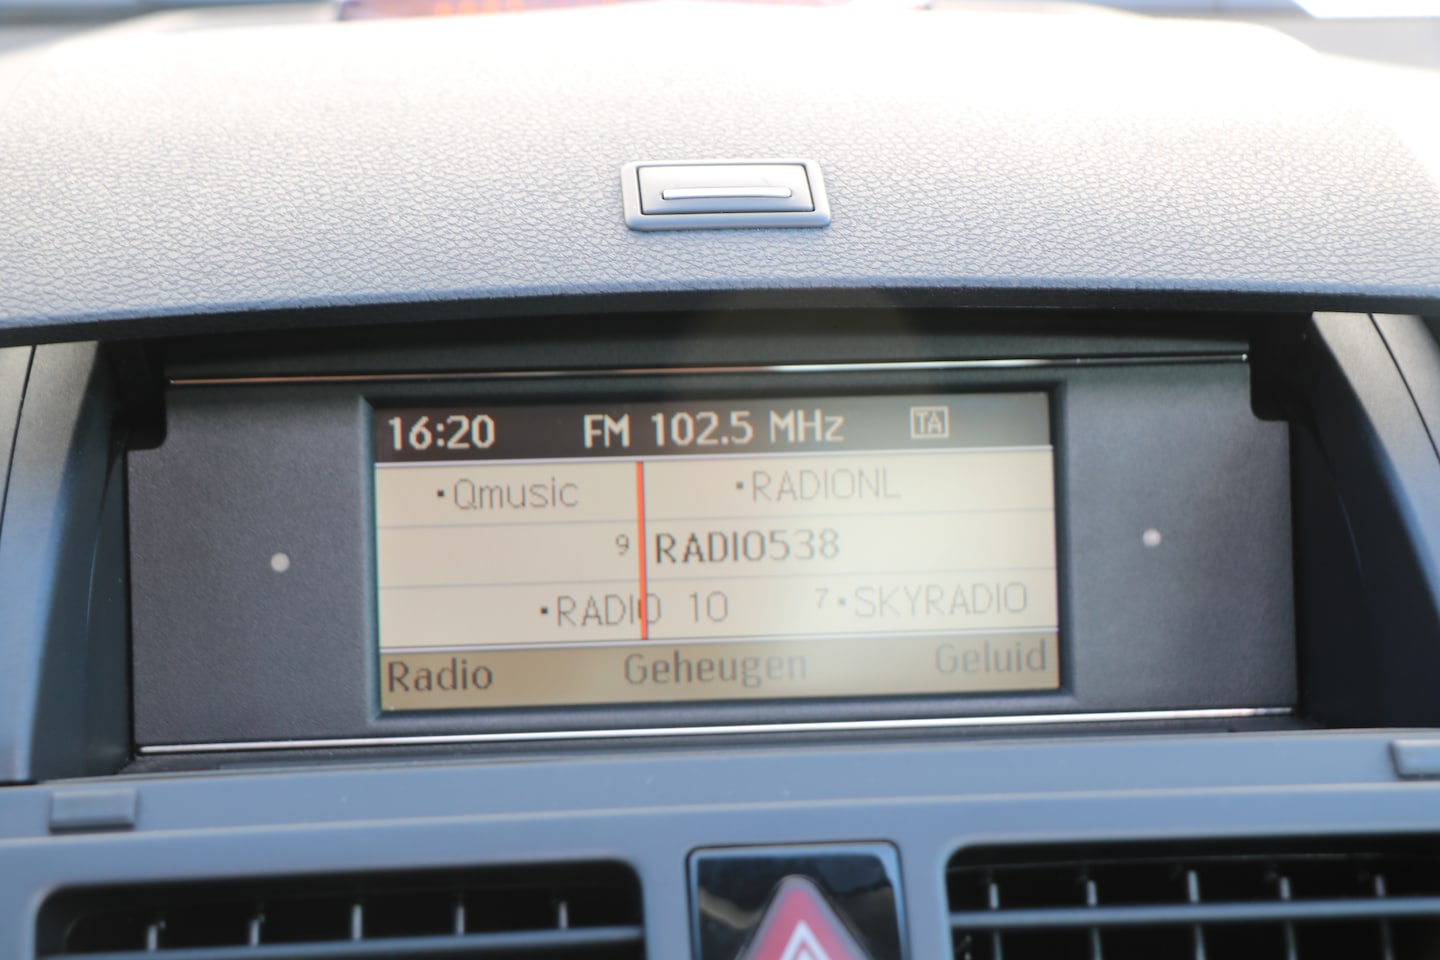 16:20 FM 102.5 MHz TA
Qmusic RADIONL
9 RADIO538
RADIO 10 7 SKYRADIO
Radio Geheugen Geluid